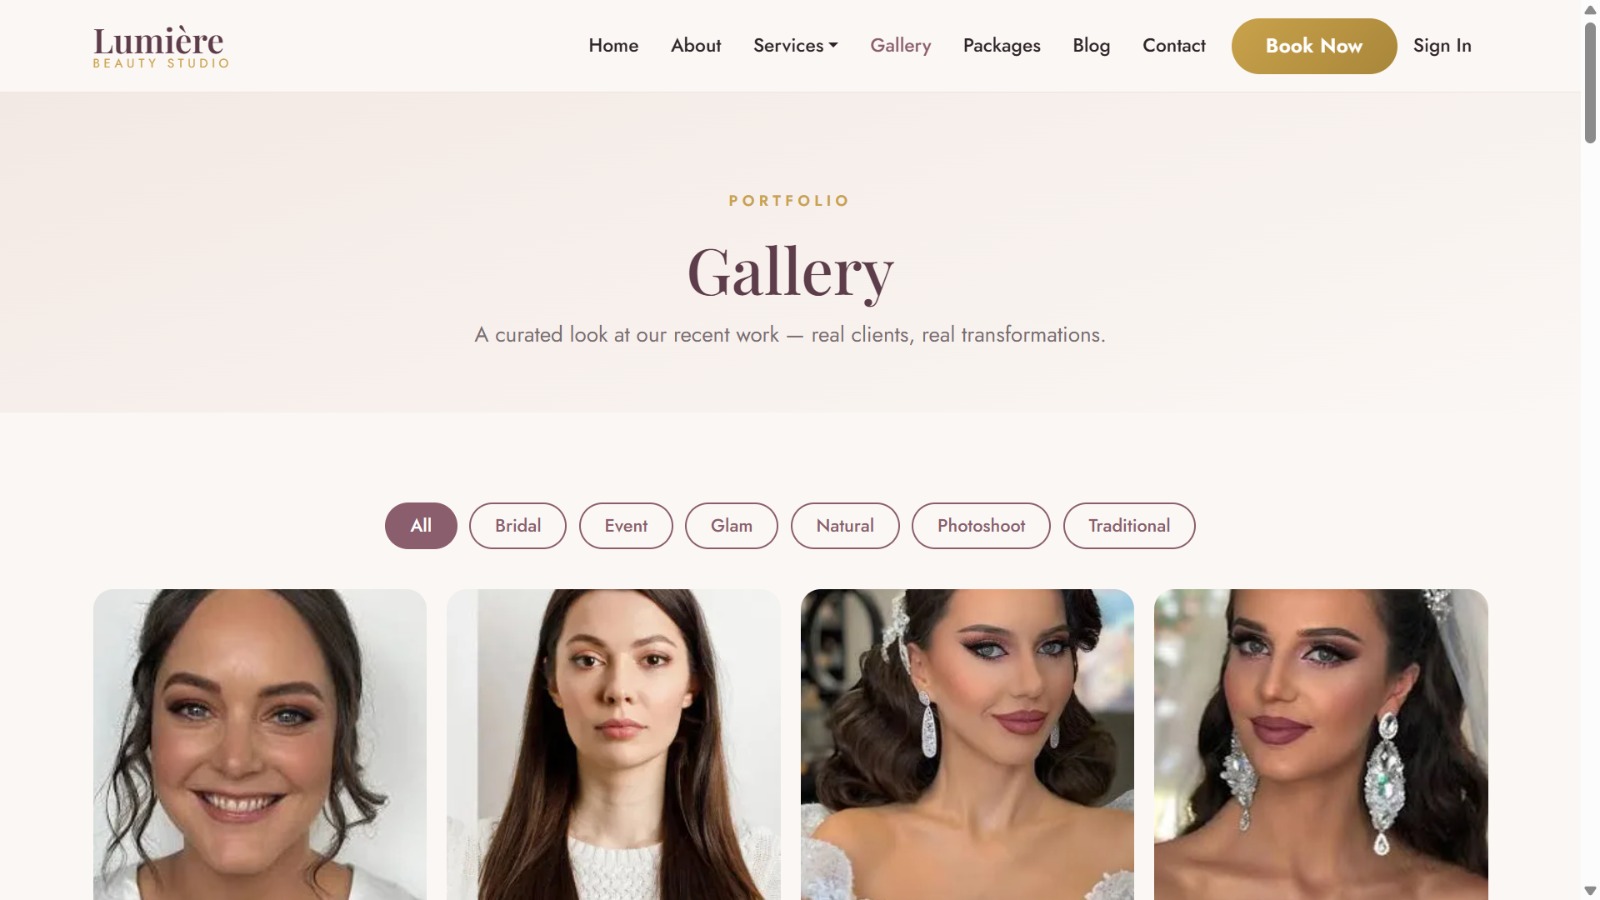 Lumière
BEAUTY STUDIO
Home About Services Gallery Packages Blog Contact Book Now Sign In
PORTFOLIO
Gallery
A curated look at our recent work — real clients, real transformations.
All Bridal Event Glam Natural Photoshoot Traditional